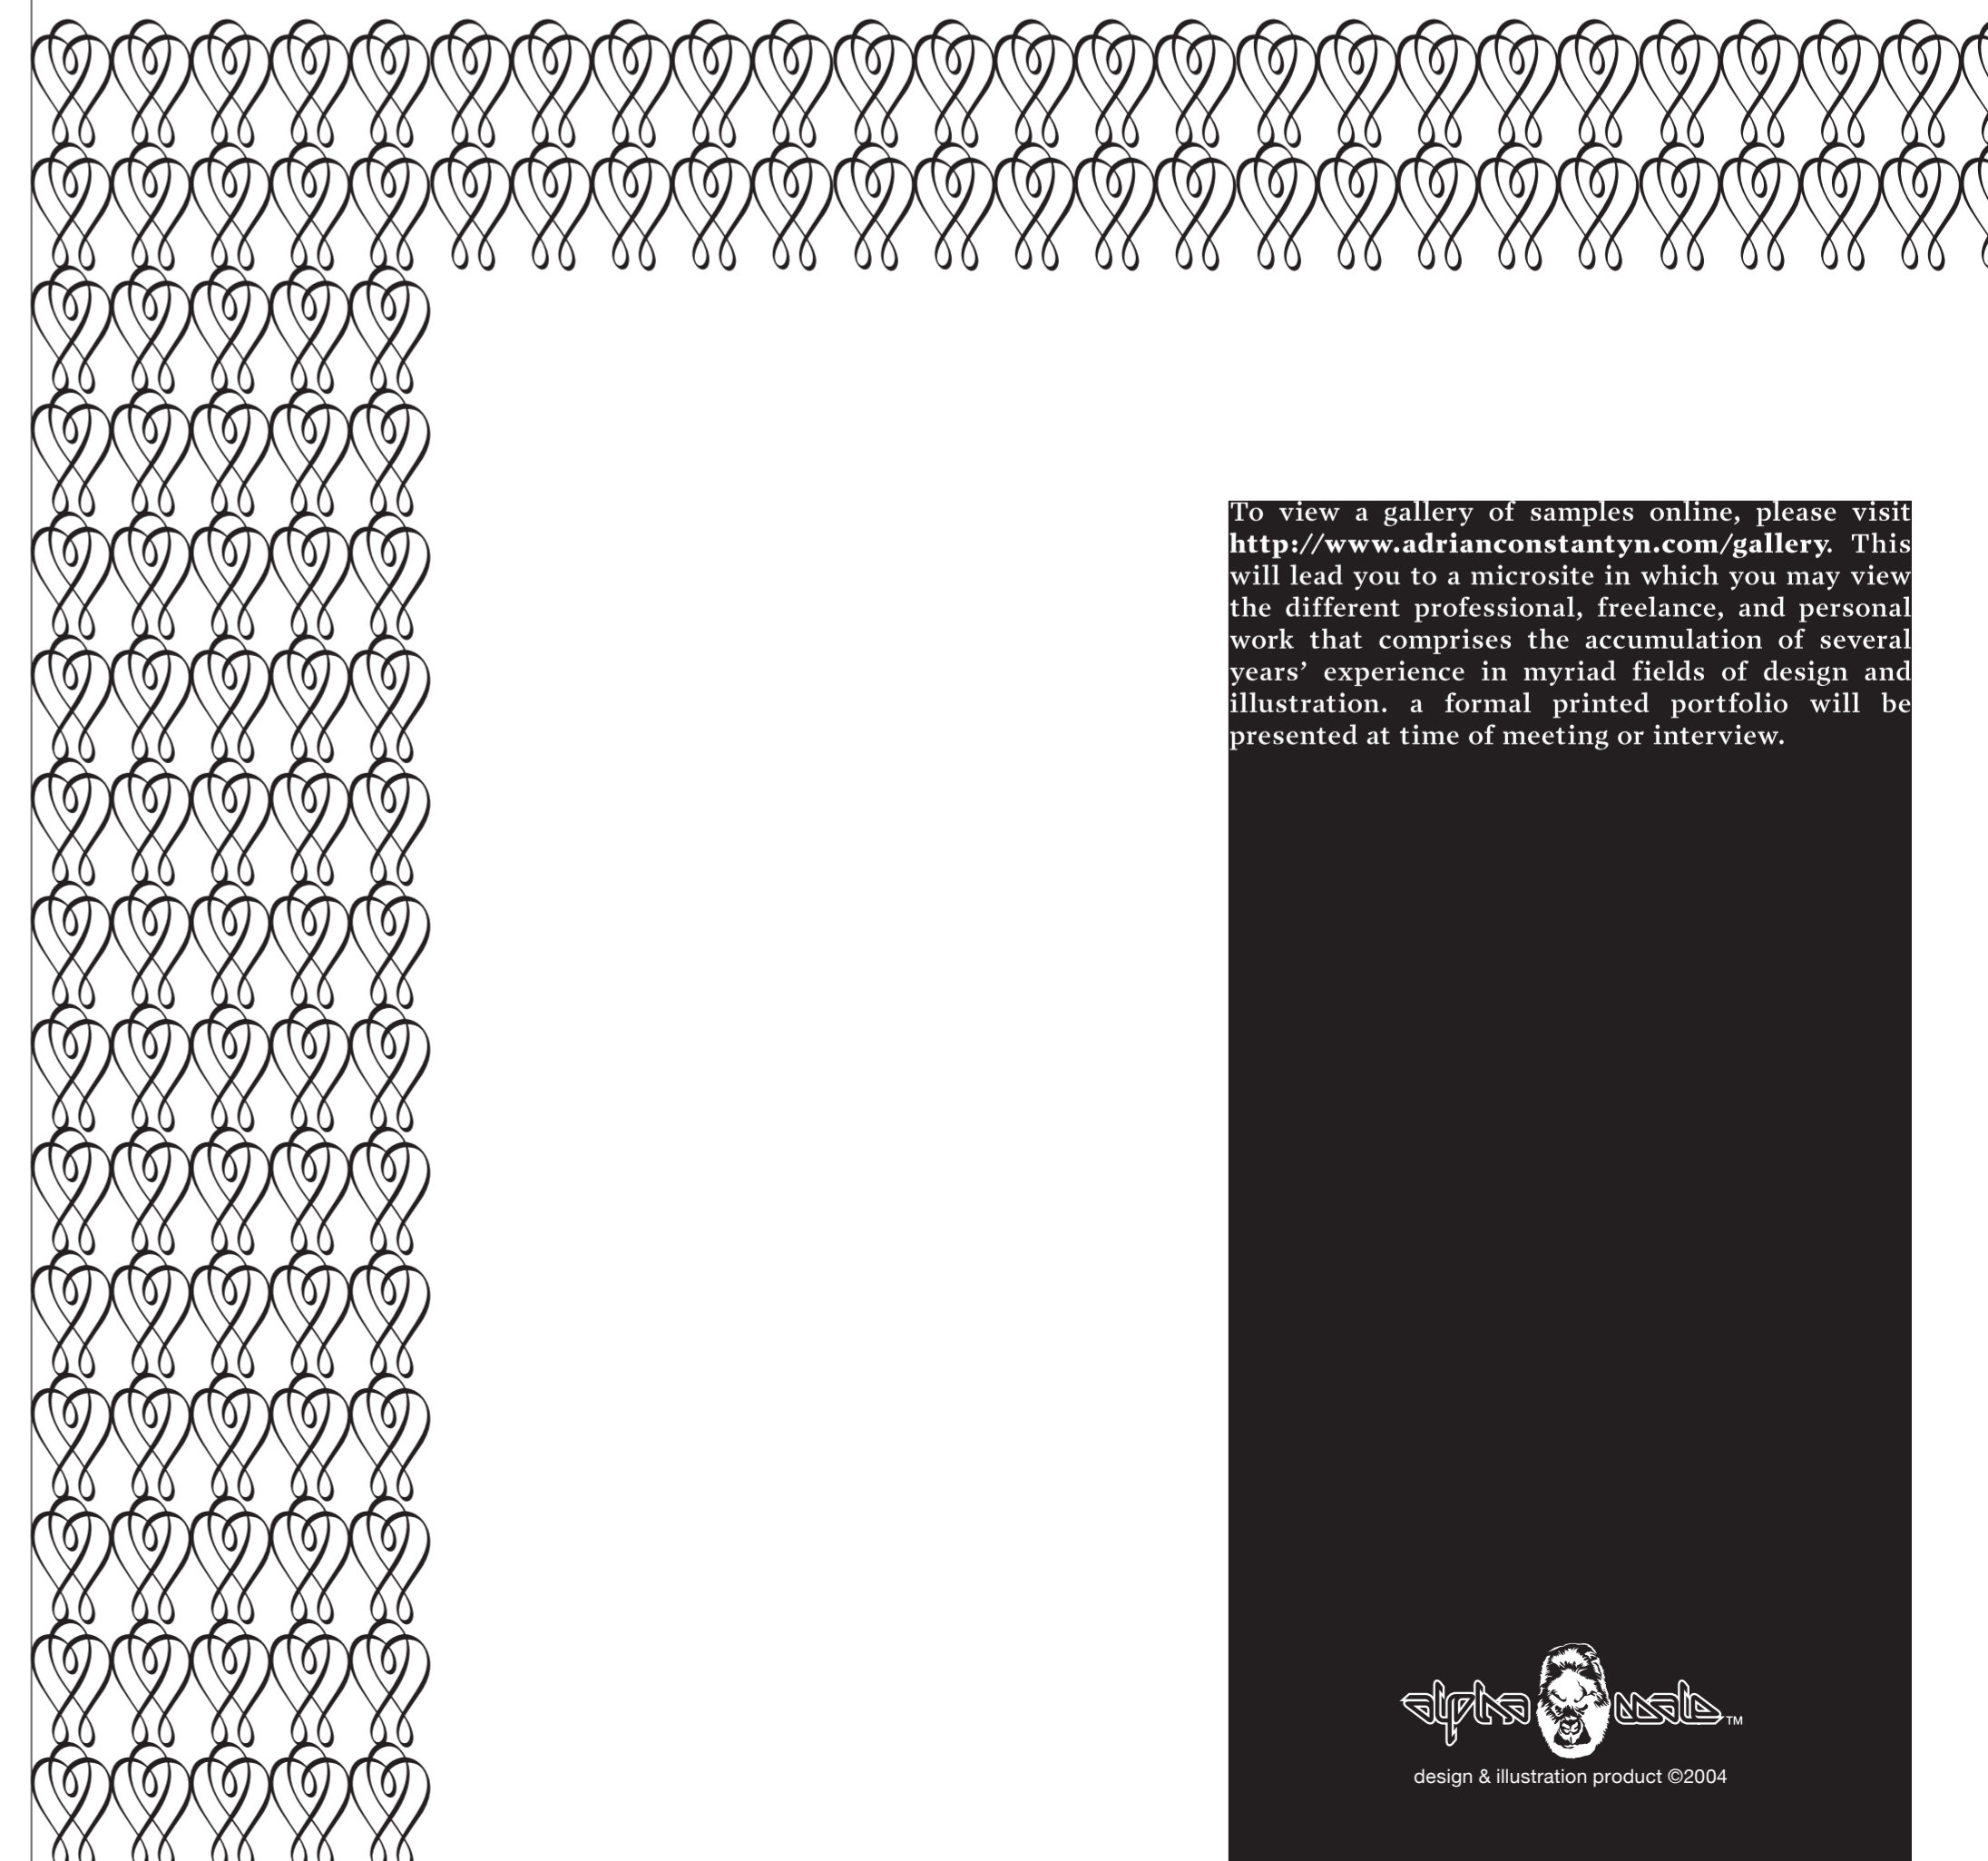 To view a gallery of samples online, please visit
http://www.adrianconstantyn.com/gallery. This
will lead you to a microsite in which you may view
the different professional, freelance, and personal
work that comprises the accumulation of several
years’ experience in myriad fields of design and
illustration. a formal printed portfolio will be
presented at time of meeting or interview.
alpha male™
design & illustration product ©2004